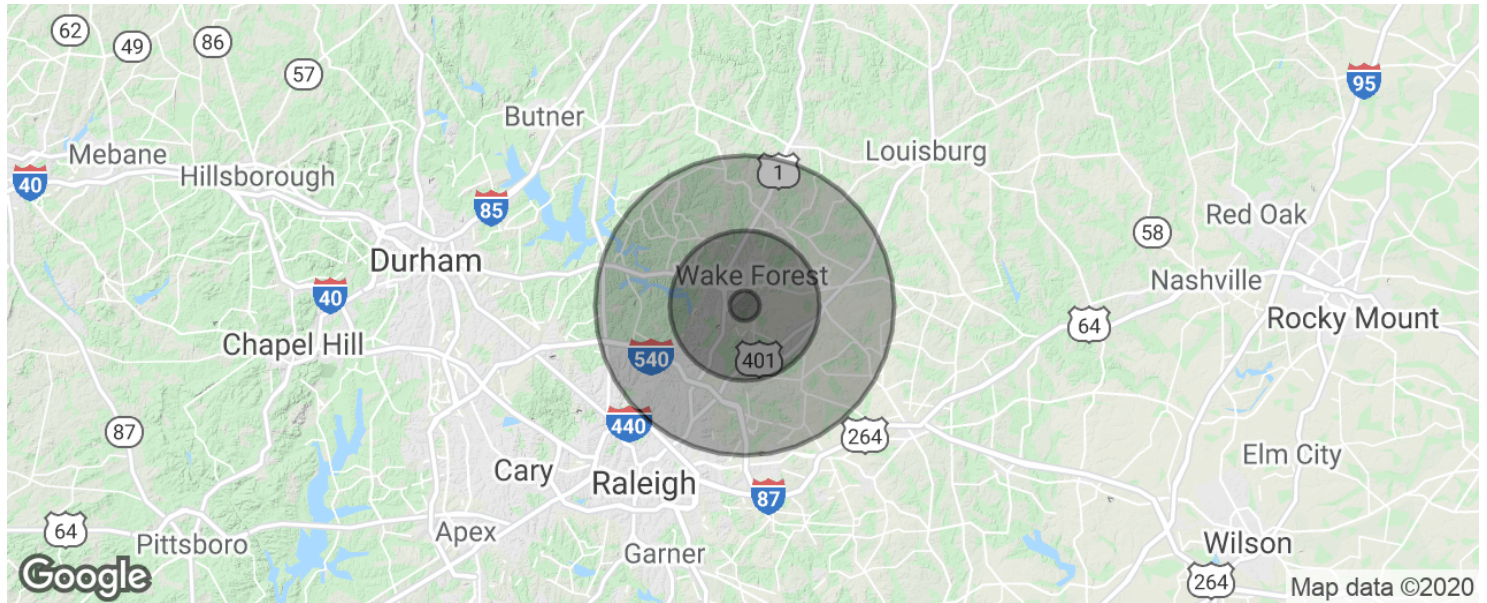 62
49
86
57
95
Butner
Mebane
Louisburg
1
40
Hillsborough
85
Red Oak
58
Durham
Wake Forest
Nashville
40
64
Rocky Mount
Chapel Hill
540
401
440
87
264
Cary
Elm City
Raleigh
87
64
Pittsboro
Apex
Garner
Wilson
Google
264
Map data ©2020